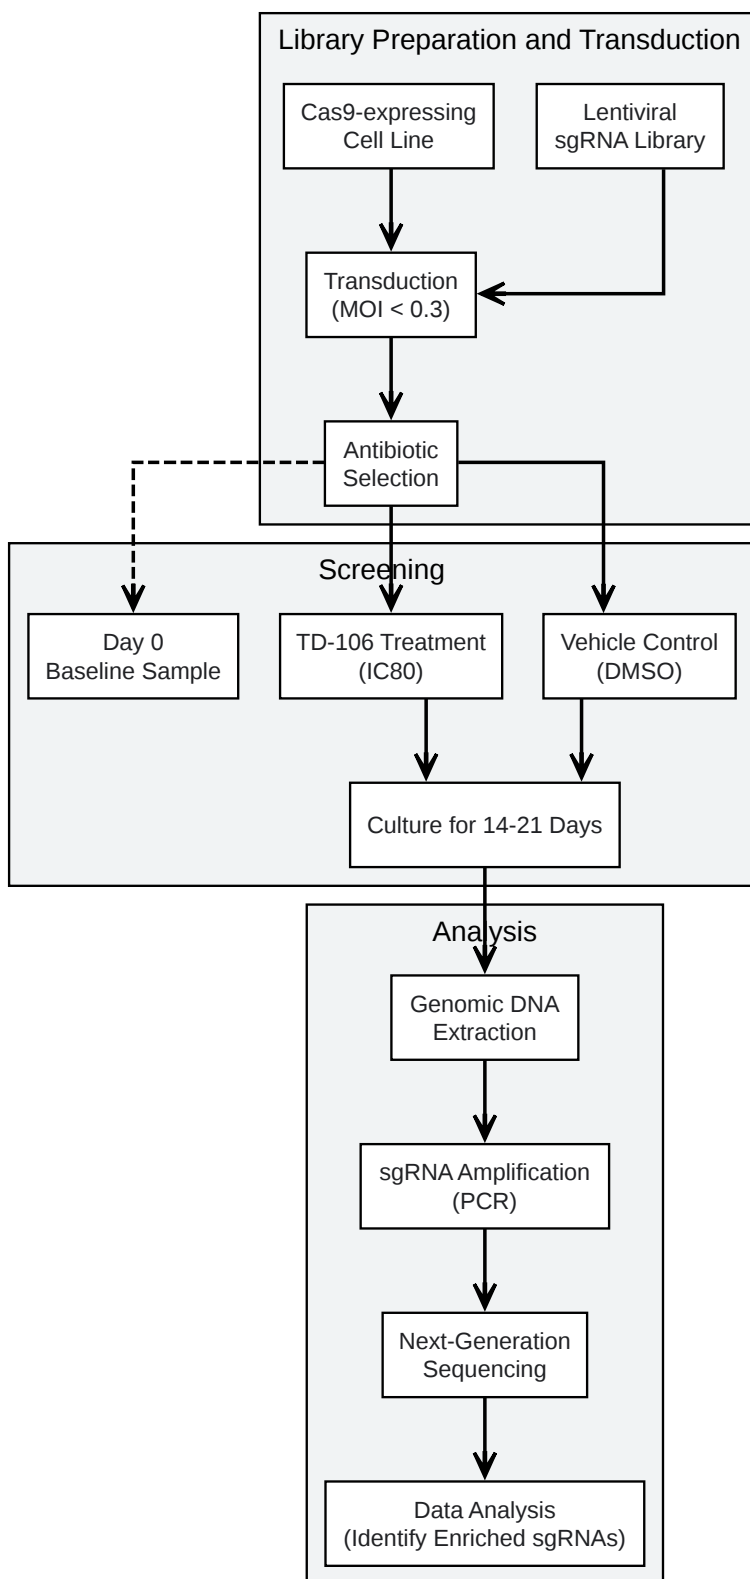 Library Preparation and Transduction
Cas9-expressing
Cell Line
Lentiviral
sgRNA Library
Transduction
(MOI < 0.3)
Antibiotic
Selection
Screening
Day 0
Baseline Sample
TD-106 Treatment
(IC80)
Vehicle Control
(DMSO)
Culture for 14-21 Days
Analysis
Genomic DNA
Extraction
sgRNA Amplification
(PCR)
Next-Generation
Sequencing
Data Analysis
(Identify Enriched sgRNAs)